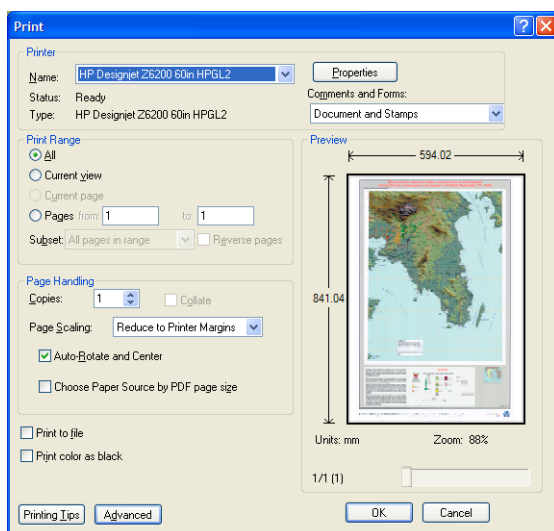 Print
Printer
Name: HP Designjet Z6200 60in HPGL2
Properties
Status: Ready
Comments and Forms:
Type: HP Designjet Z6200 60in HPGL2
Document and Stamps
Print Range
All
Current view
Current page
Pages from: 1 to: 1
Subset: All pages in range
Reverse pages
Preview
594.02
841.04
Page Handling
Copies: 1
Collate
Page Scaling: Reduce to Printer Margins
Auto-Rotate and Center
Choose Paper Source by PDF page size
Print to file
Print color as black
Units: mm
Zoom: 88%
1/1 (1)
Printing Tips
Advanced
OK
Cancel